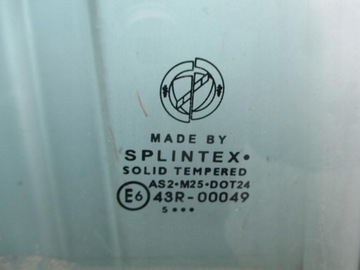 MADE BY
SPLINTEX•
SOLID TEMPERED
AS2•M25•DOT24
E6 43R-00049
5 •••